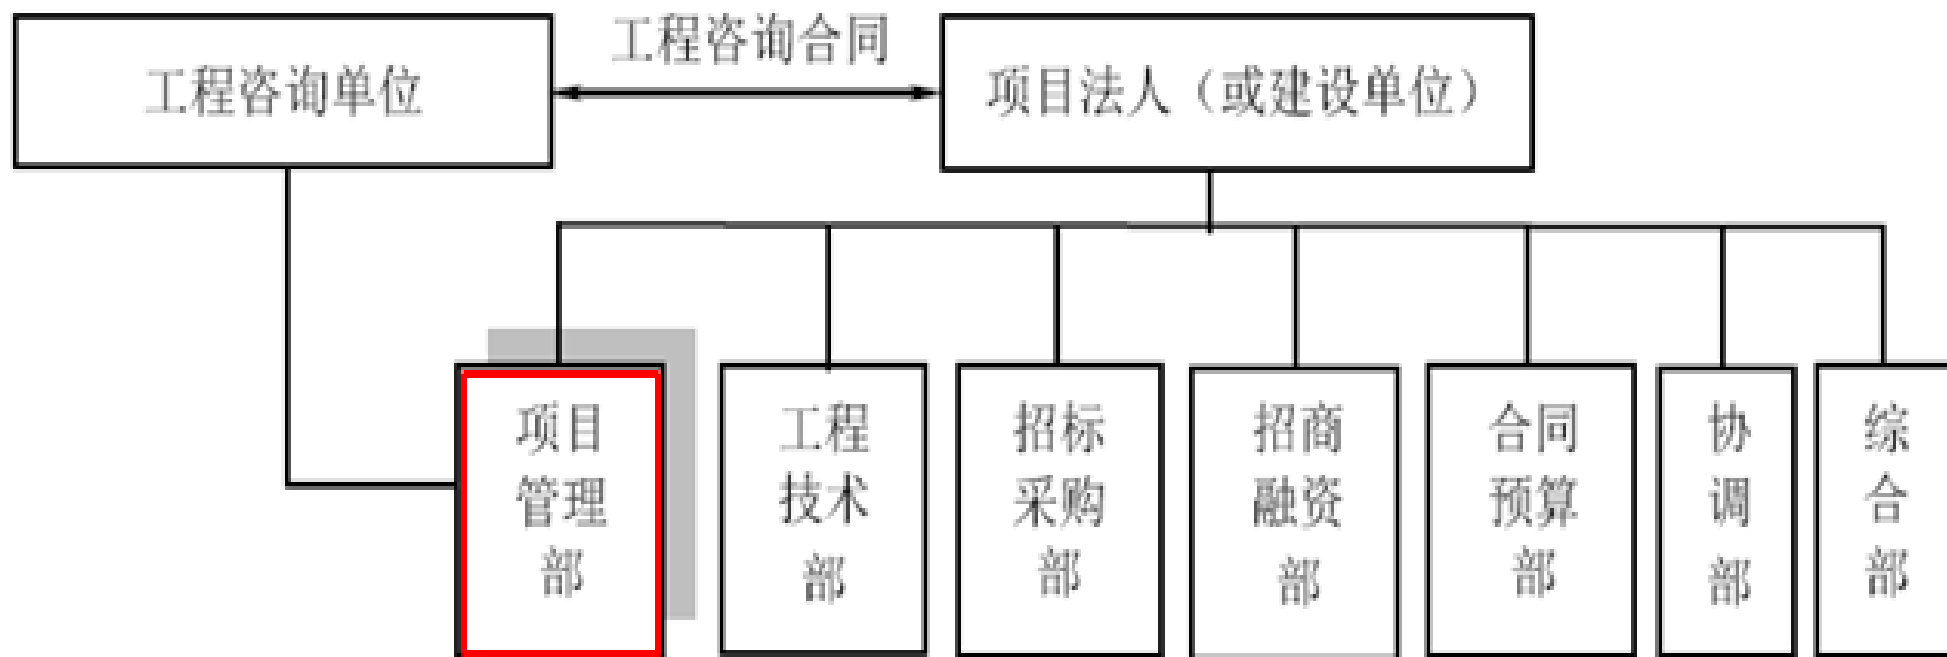 工程咨询单位
工程咨询合同
项目法人（或建设单位）
项目
管理
部
工程
技术
部
招标
采购
部
招商
融资
部
合同
预算
部
协
调
部
综
合
部